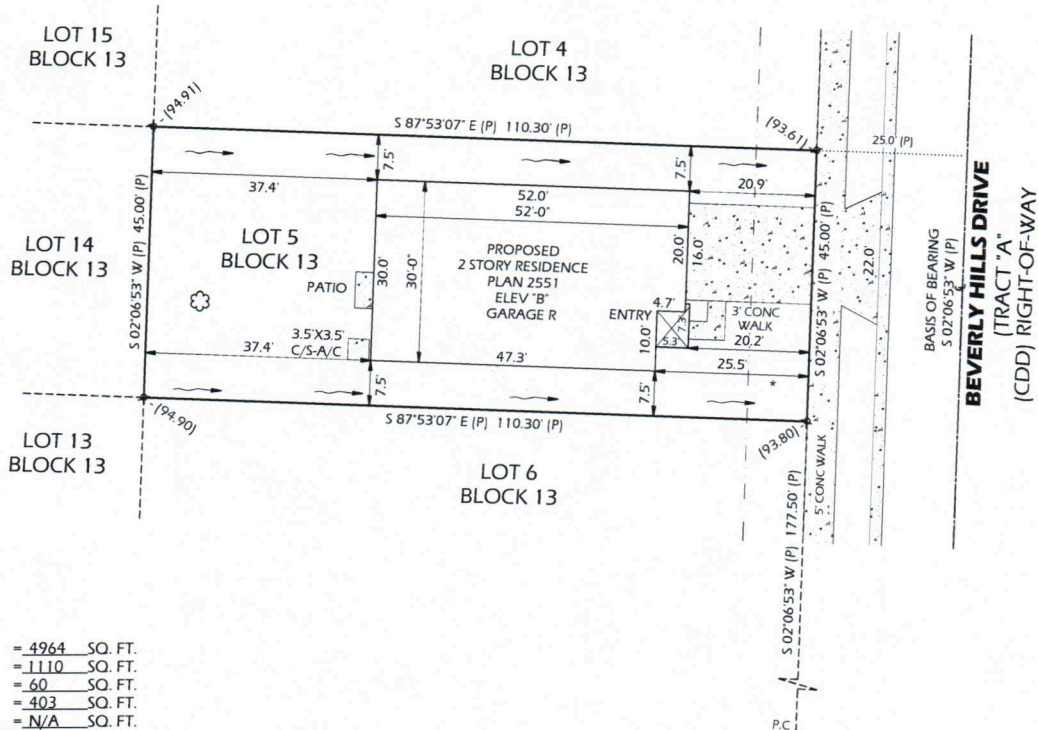 LOT 15
BLOCK 13
LOT 4
BLOCK 13
(94.91)
S 87°53'07" E (P) 110.30' (P)
(93.61)
25.0' (P)
7.5'
7.5'
37.4'
52.0'
20.9'
52'-0"
S 02°06'53" W (P) 45.00' (P)
LOT 14
BLOCK 13
LOT 5
BLOCK 13
PATIO
30.0'
30'-0"
PROPOSED
2 STORY RESIDENCE
PLAN 2551
ELEV "B"
GARAGE R
20.0'
16.0'
S 02°06'53" W (P) 45.00' (P)
22.0'
BASIS OF BEARING
S 02°06'53" W (P)
BEVERLY HILLS DRIVE
(TRACT "A"
(CDD) RIGHT-OF-WAY
ENTRY
4.7'
7.3'
5.3'
10.0'
3' CONC
WALK
20.2'
3.5'X3.5'
C/S-A/C
37.4'
47.3'
25.5'
*
7.5'
7.5'
(94.90)
S 87°53'07" E (P) 110.30' (P)
(93.80)
LOT 13
BLOCK 13
LOT 6
BLOCK 13
5' CONC WALK
S 02°06'53" W (P) 177.50' (P)
P.C
= 4964 SQ. FT.
= 1110 SQ. FT.
= 60 SQ. FT.
= 403 SQ. FT.
= N/A SQ. FT.